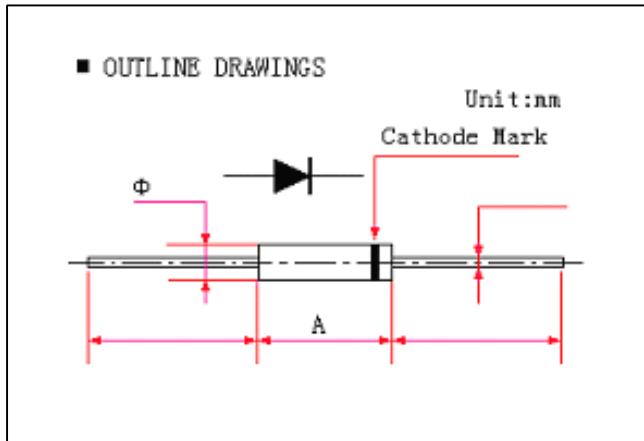 ■ OUTLINE DRAWINGS
Unit:mm
Cathode Mark
Φ
A